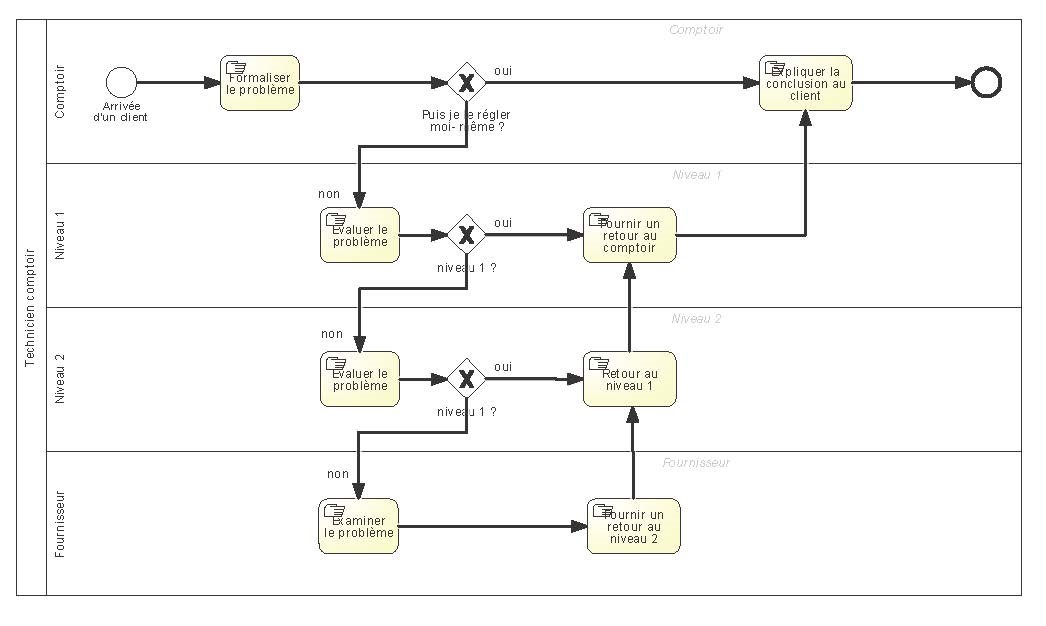 Technicien comptoir
Comptoir
Comptoir
Arrivée
d'un client
Formaliser
le problème
oui
Puis je le régler
moi- même ?
Expliquer la
conclusion au
client
Niveau 1
Niveau 1
non
Evaluer le
problème
oui
niveau 1 ?
Fournir un
retour au
comptoir
Niveau 2
Niveau 2
non
Evaluer le
problème
oui
niveau 1 ?
Retour au
niveau 1
Fournisseur
Fournisseur
non
Examiner
le problème
Fournir un
retour au
niveau 2